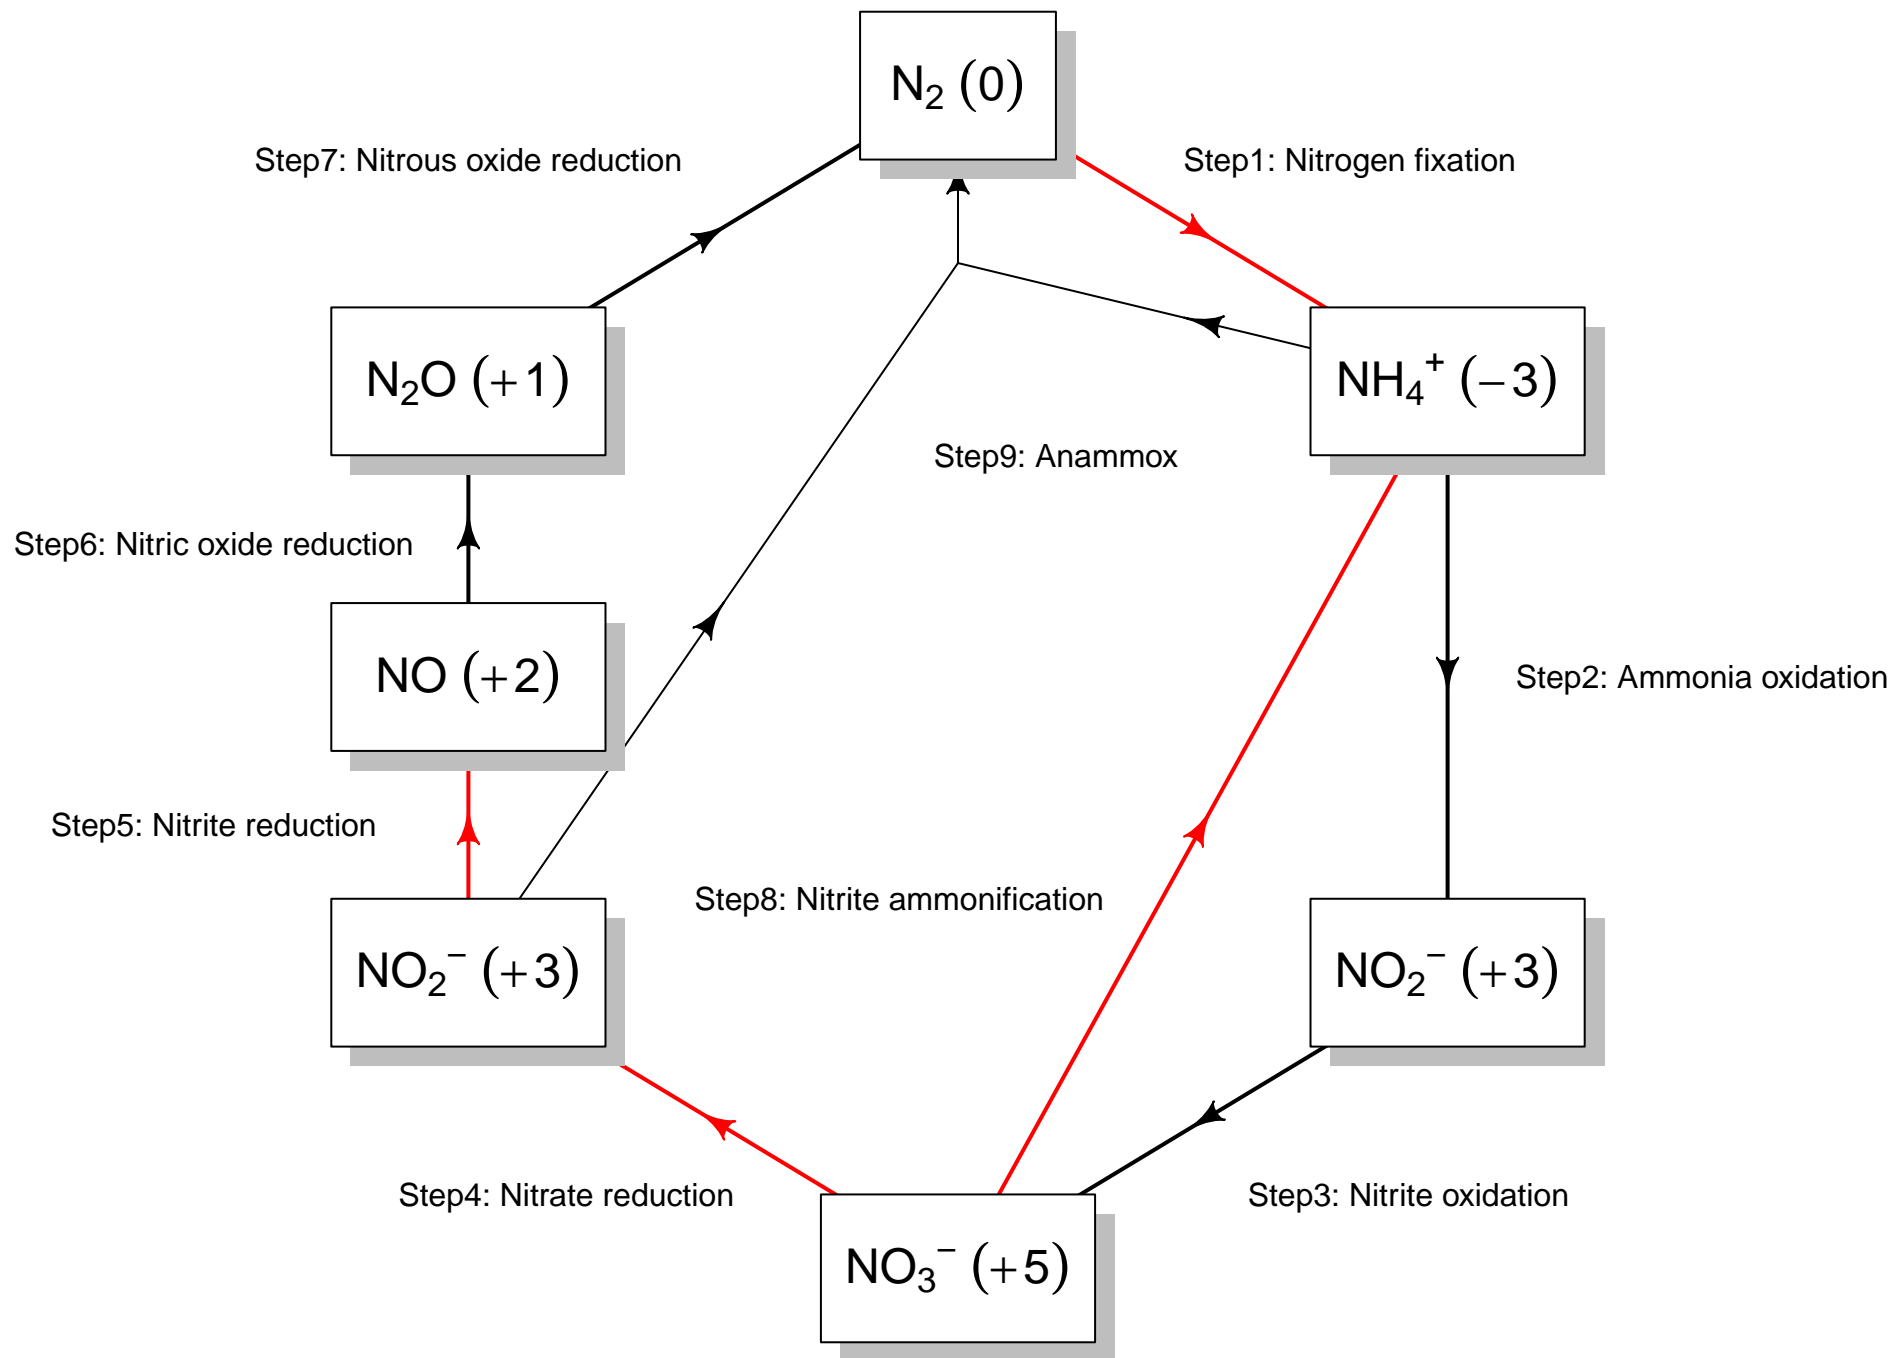 N₂ (0)
Step7: Nitrous oxide reduction
Step1: Nitrogen fixation
N₂O (+1)
NH₄⁺ (−3)
Step9: Anammox
Step6: Nitric oxide reduction
NO (+2)
Step2: Ammonia oxidation
Step5: Nitrite reduction
Step8: Nitrite ammonification
NO₂⁻ (+3)
NO₂⁻ (+3)
Step4: Nitrate reduction
Step3: Nitrite oxidation
NO₃⁻ (+5)